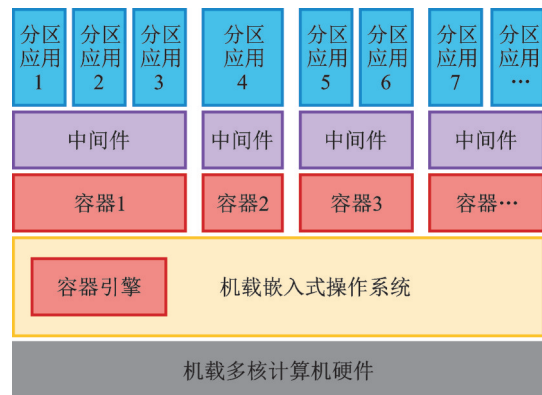 分区
应用
1
分区
应用
2
分区
应用
3
分区
应用
4
分区
应用
5
分区
应用
6
分区
应用
7
分区
应用
…
中间件
中间件
中间件
中间件
容器1
容器2
容器3
容器…
容器引擎
机载嵌入式操作系统
机载多核计算机硬件